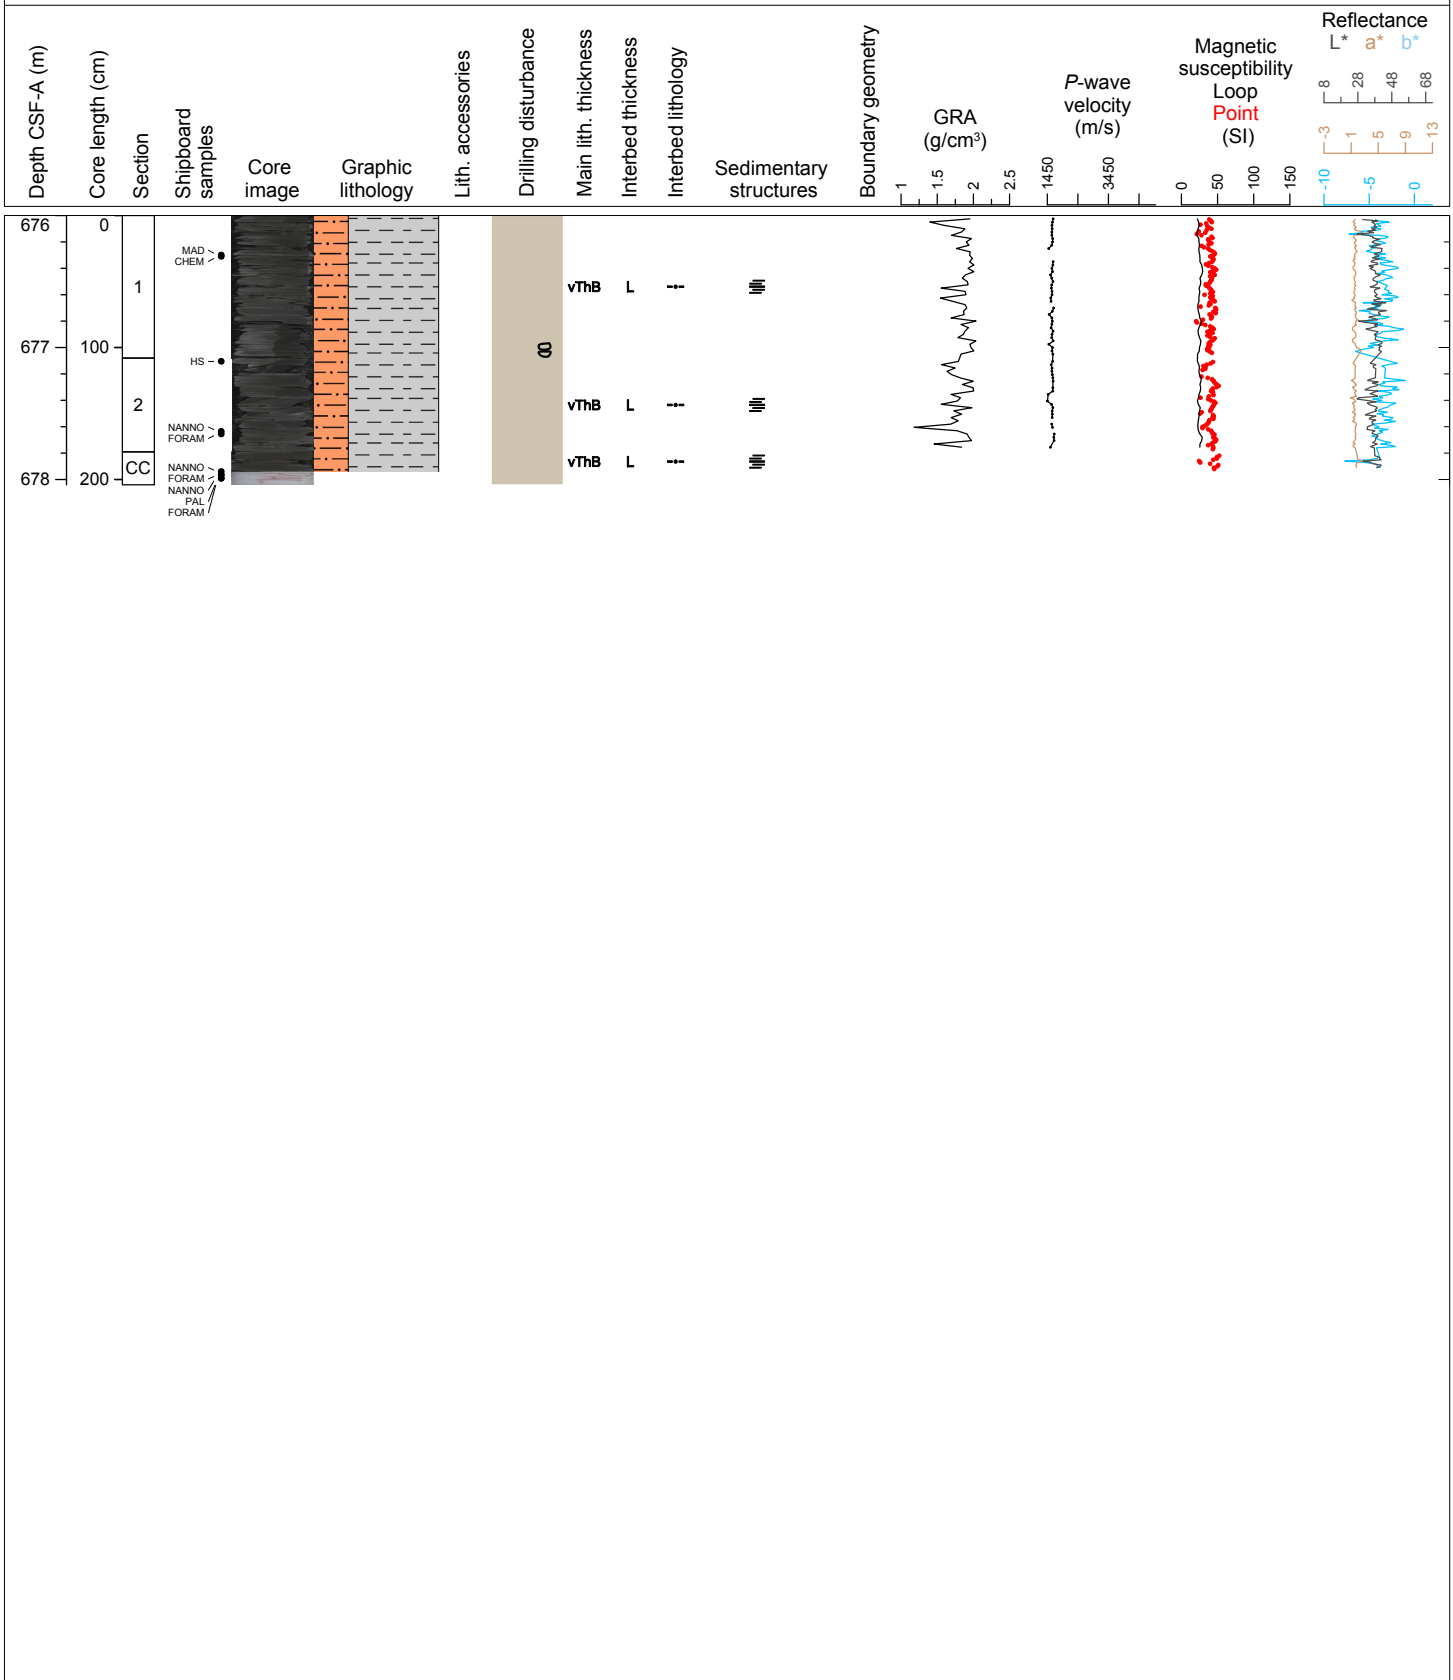 Depth CSF-A (m)
Core length (cm)
Section
Shipboard
samples
Core
image
Graphic
lithology
Lith. accessories
Drilling disturbance
Main lith. thickness
Interbed thickness
Interbed lithology
Sedimentary
structures
Boundary geometry
GRA
(g/cm³)
1 1.5 2 2.5
P-wave
velocity
(m/s)
1450 3450
Magnetic
susceptibility
Loop
Point
(SI)
0 50 100 150
Reflectance
L* a* b*
8 28 48 68
-3 1 5 9 13
-10 -5 0
676 0
MAD
CHEM
1
vThB L
677 100
HS
2
vThB L
NANNO
FORAM
CC
vThB L
678 200
NANNO
FORAM
NANNO
PAL
FORAM